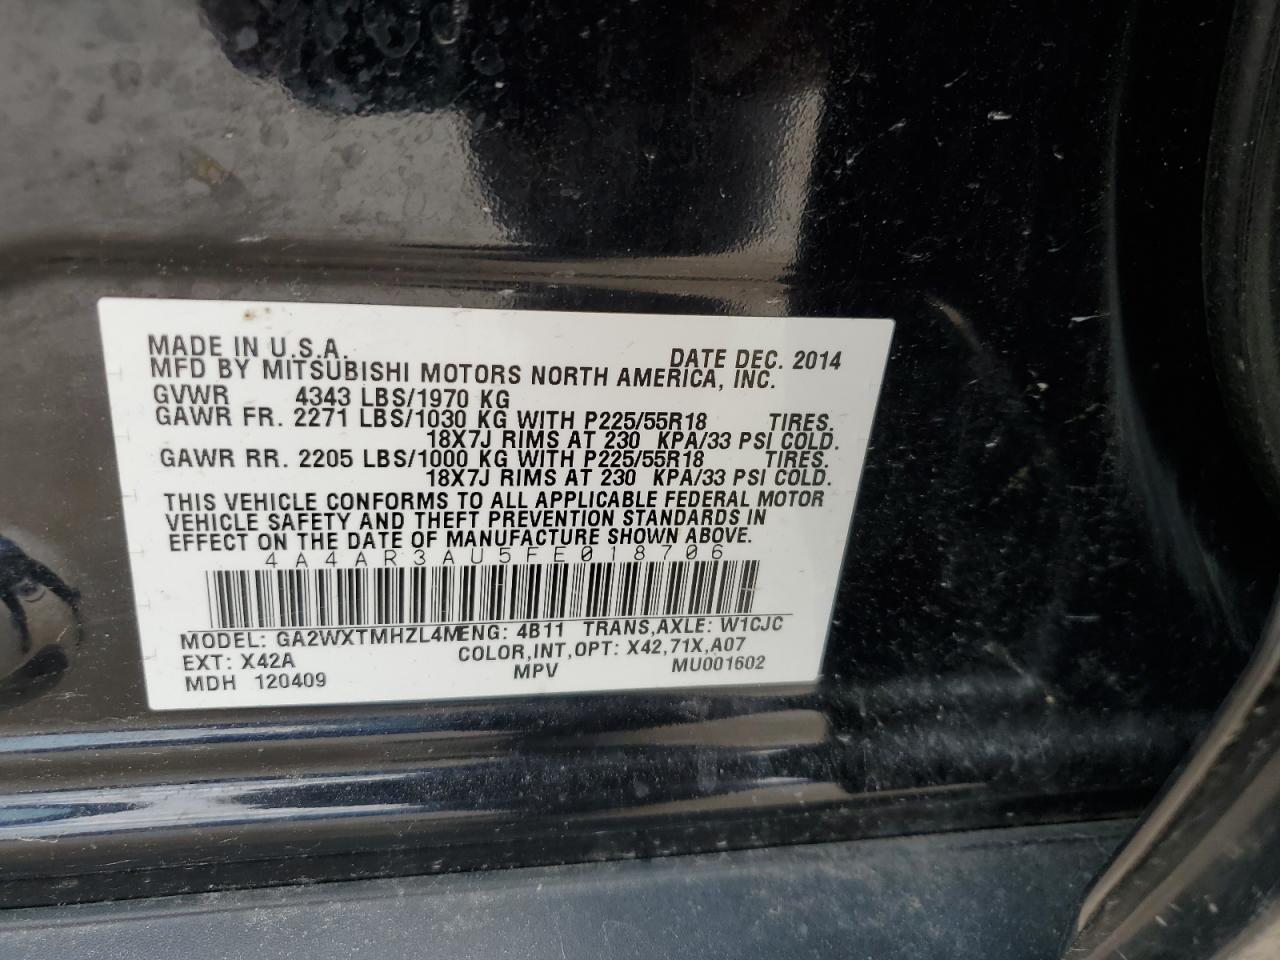 MADE IN U.S.A. DATE DEC. 2014
MFD BY MITSUBISHI MOTORS NORTH AMERICA, INC.
GVWR 4343 LBS/1970 KG
GAWR FR. 2271 LBS/1030 KG WITH P225/55R18 TIRES.
18X7J RIMS AT 230 KPA/33 PSI COLD.
GAWR RR. 2205 LBS/1000 KG WITH P225/55R18 TIRES.
18X7J RIMS AT 230 KPA/33 PSI COLD.
THIS VEHICLE CONFORMS TO ALL APPLICABLE FEDERAL MOTOR
VEHICLE SAFETY AND THEFT PREVENTION STANDARDS IN
EFFECT ON THE DATE OF MANUFACTURE SHOWN ABOVE.
4A4AR3AU5FE018706
MODEL: GA2WXTMHZL4M ENG: 4B11 TRANS,AXLE: W1CJC
EXT: X42A COLOR,INT,OPT: X42,71X,A07
MDH 120409 MPV MU001602